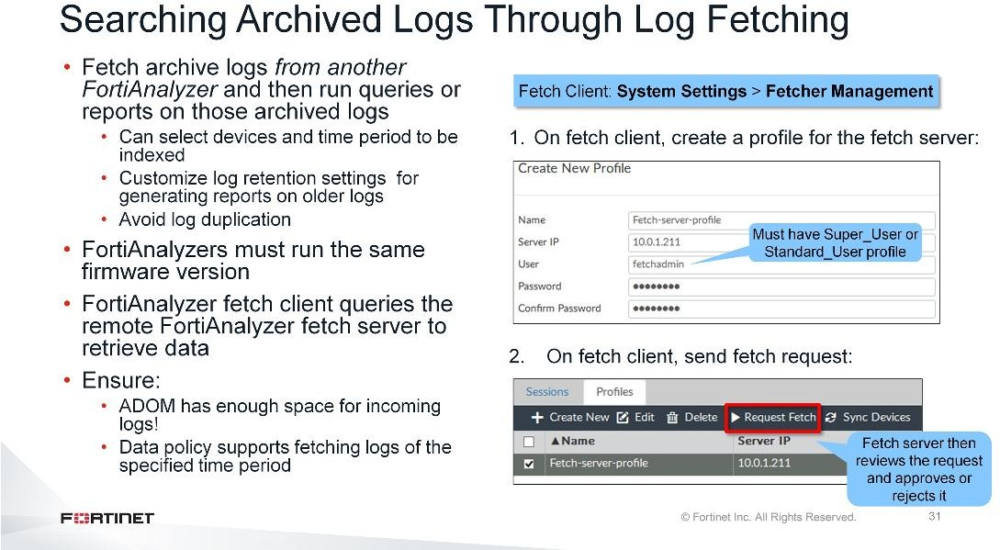 Searching Archived Logs Through Log Fetching
• Fetch archive logs from another
FortiAnalyzer and then run queries or
reports on those archived logs
• Can select devices and time period to be
indexed
• Customize log retention settings for
generating reports on older logs
• Avoid log duplication
• FortiAnalyzers must run the same
firmware version
• FortiAnalyzer fetch client queries the
remote FortiAnalyzer fetch server to
retrieve data
• Ensure:
• ADOM has enough space for incoming
logs!
• Data policy supports fetching logs of the
specified time period
Fetch Client: System Settings > Fetcher Management
1. On fetch client, create a profile for the fetch server:
Create New Profile
Name Fetch-server-profile
Server IP 10.0.1.211
User fetchadmin
Password ••••••••
Confirm Password ••••••••
Must have Super_User or
Standard_User profile
2. On fetch client, send fetch request:
Sessions Profiles
Create New Edit Delete Request Fetch Sync Devices
▲Name Server IP
Fetch-server-profile 10.0.1.211
Fetch server then
reviews the request
and approves or
rejects it
FORTINET
© Fortinet Inc. All Rights Reserved. 31